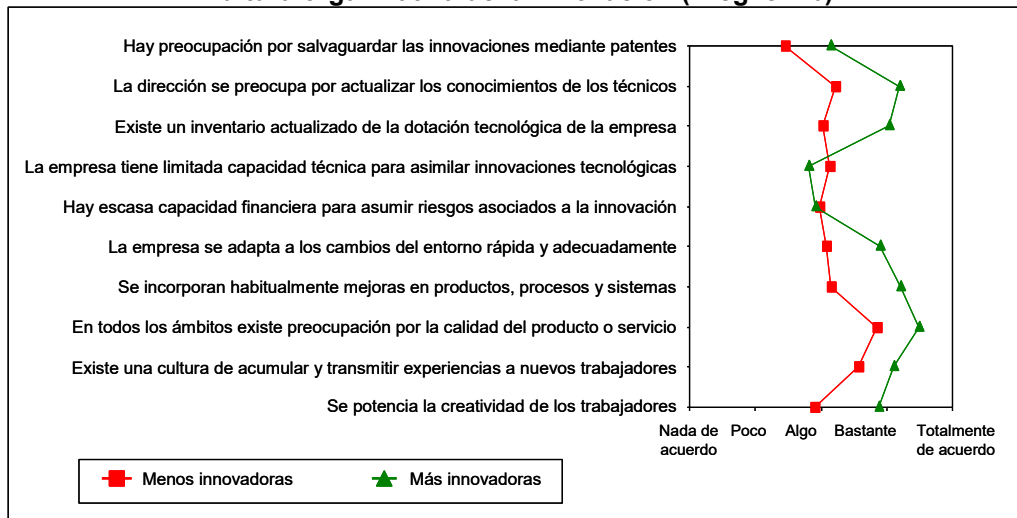 Hay preocupación por salvaguardar las innovaciones mediante patentes
La dirección se preocupa por actualizar los conocimientos de los técnicos
Existe un inventario actualizado de la dotación tecnológica de la empresa
La empresa tiene limitada capacidad técnica para asimilar innovaciones tecnológicas
Hay escasa capacidad financiera para asumir riesgos asociados a la innovación
La empresa se adapta a los cambios del entorno rápida y adecuadamente
Se incorporan habitualmente mejoras en productos, procesos y sistemas
En todos los ámbitos existe preocupación por la calidad del producto o servicio
Existe una cultura de acumular y transmitir experiencias a nuevos trabajadores
Se potencia la creatividad de los trabajadores
Nada de acuerdo
Poco
Algo
Bastante
Totalmente de acuerdo
Menos innovadoras
Más innovadoras